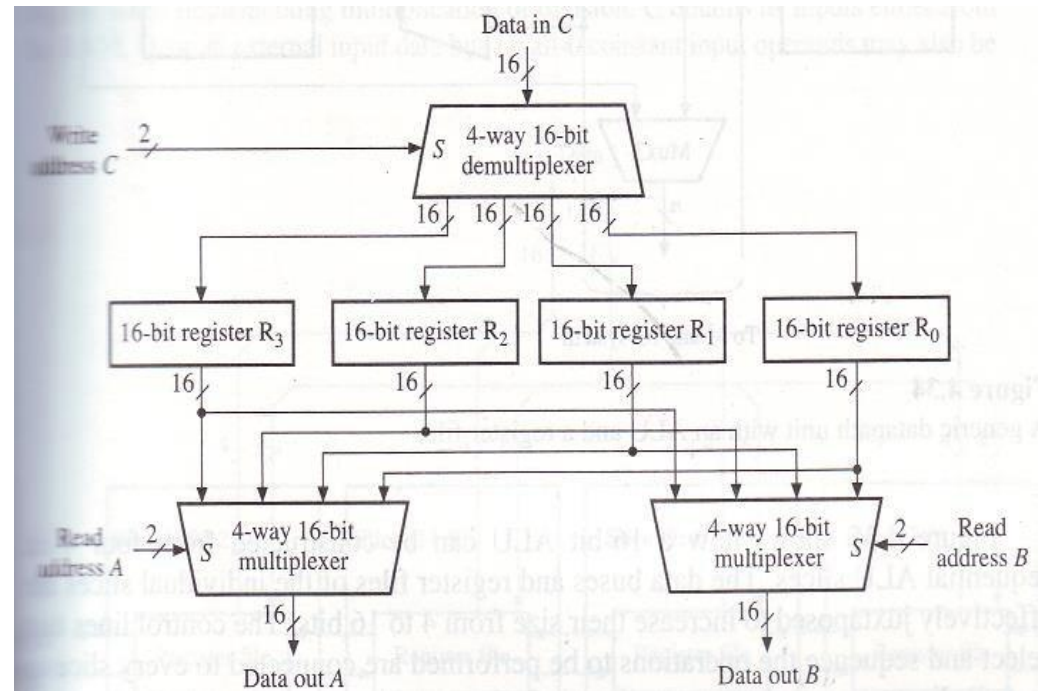 Data in C
16
Write
address C
2
S
4-way 16-bit
demultiplexer
16
16
16
16
16-bit register R₃
16-bit register R₂
16-bit register R₁
16-bit register R₀
16
16
16
16
Read
address A
2
S
4-way 16-bit
multiplexer
4-way 16-bit
multiplexer
S
2
Read
address B
16
16
Data out A
Data out B